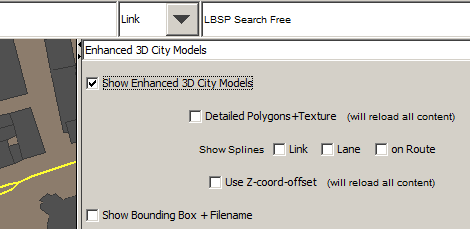 Link LBSP Search Free
Enhanced 3D City Models
Show Enhanced 3D City Models
Detailed Polygons+Texture (will reload all content)
Show Splines Link Lane on Route
Use Z-coord-offset (will reload all content)
Show Bounding Box + Filename